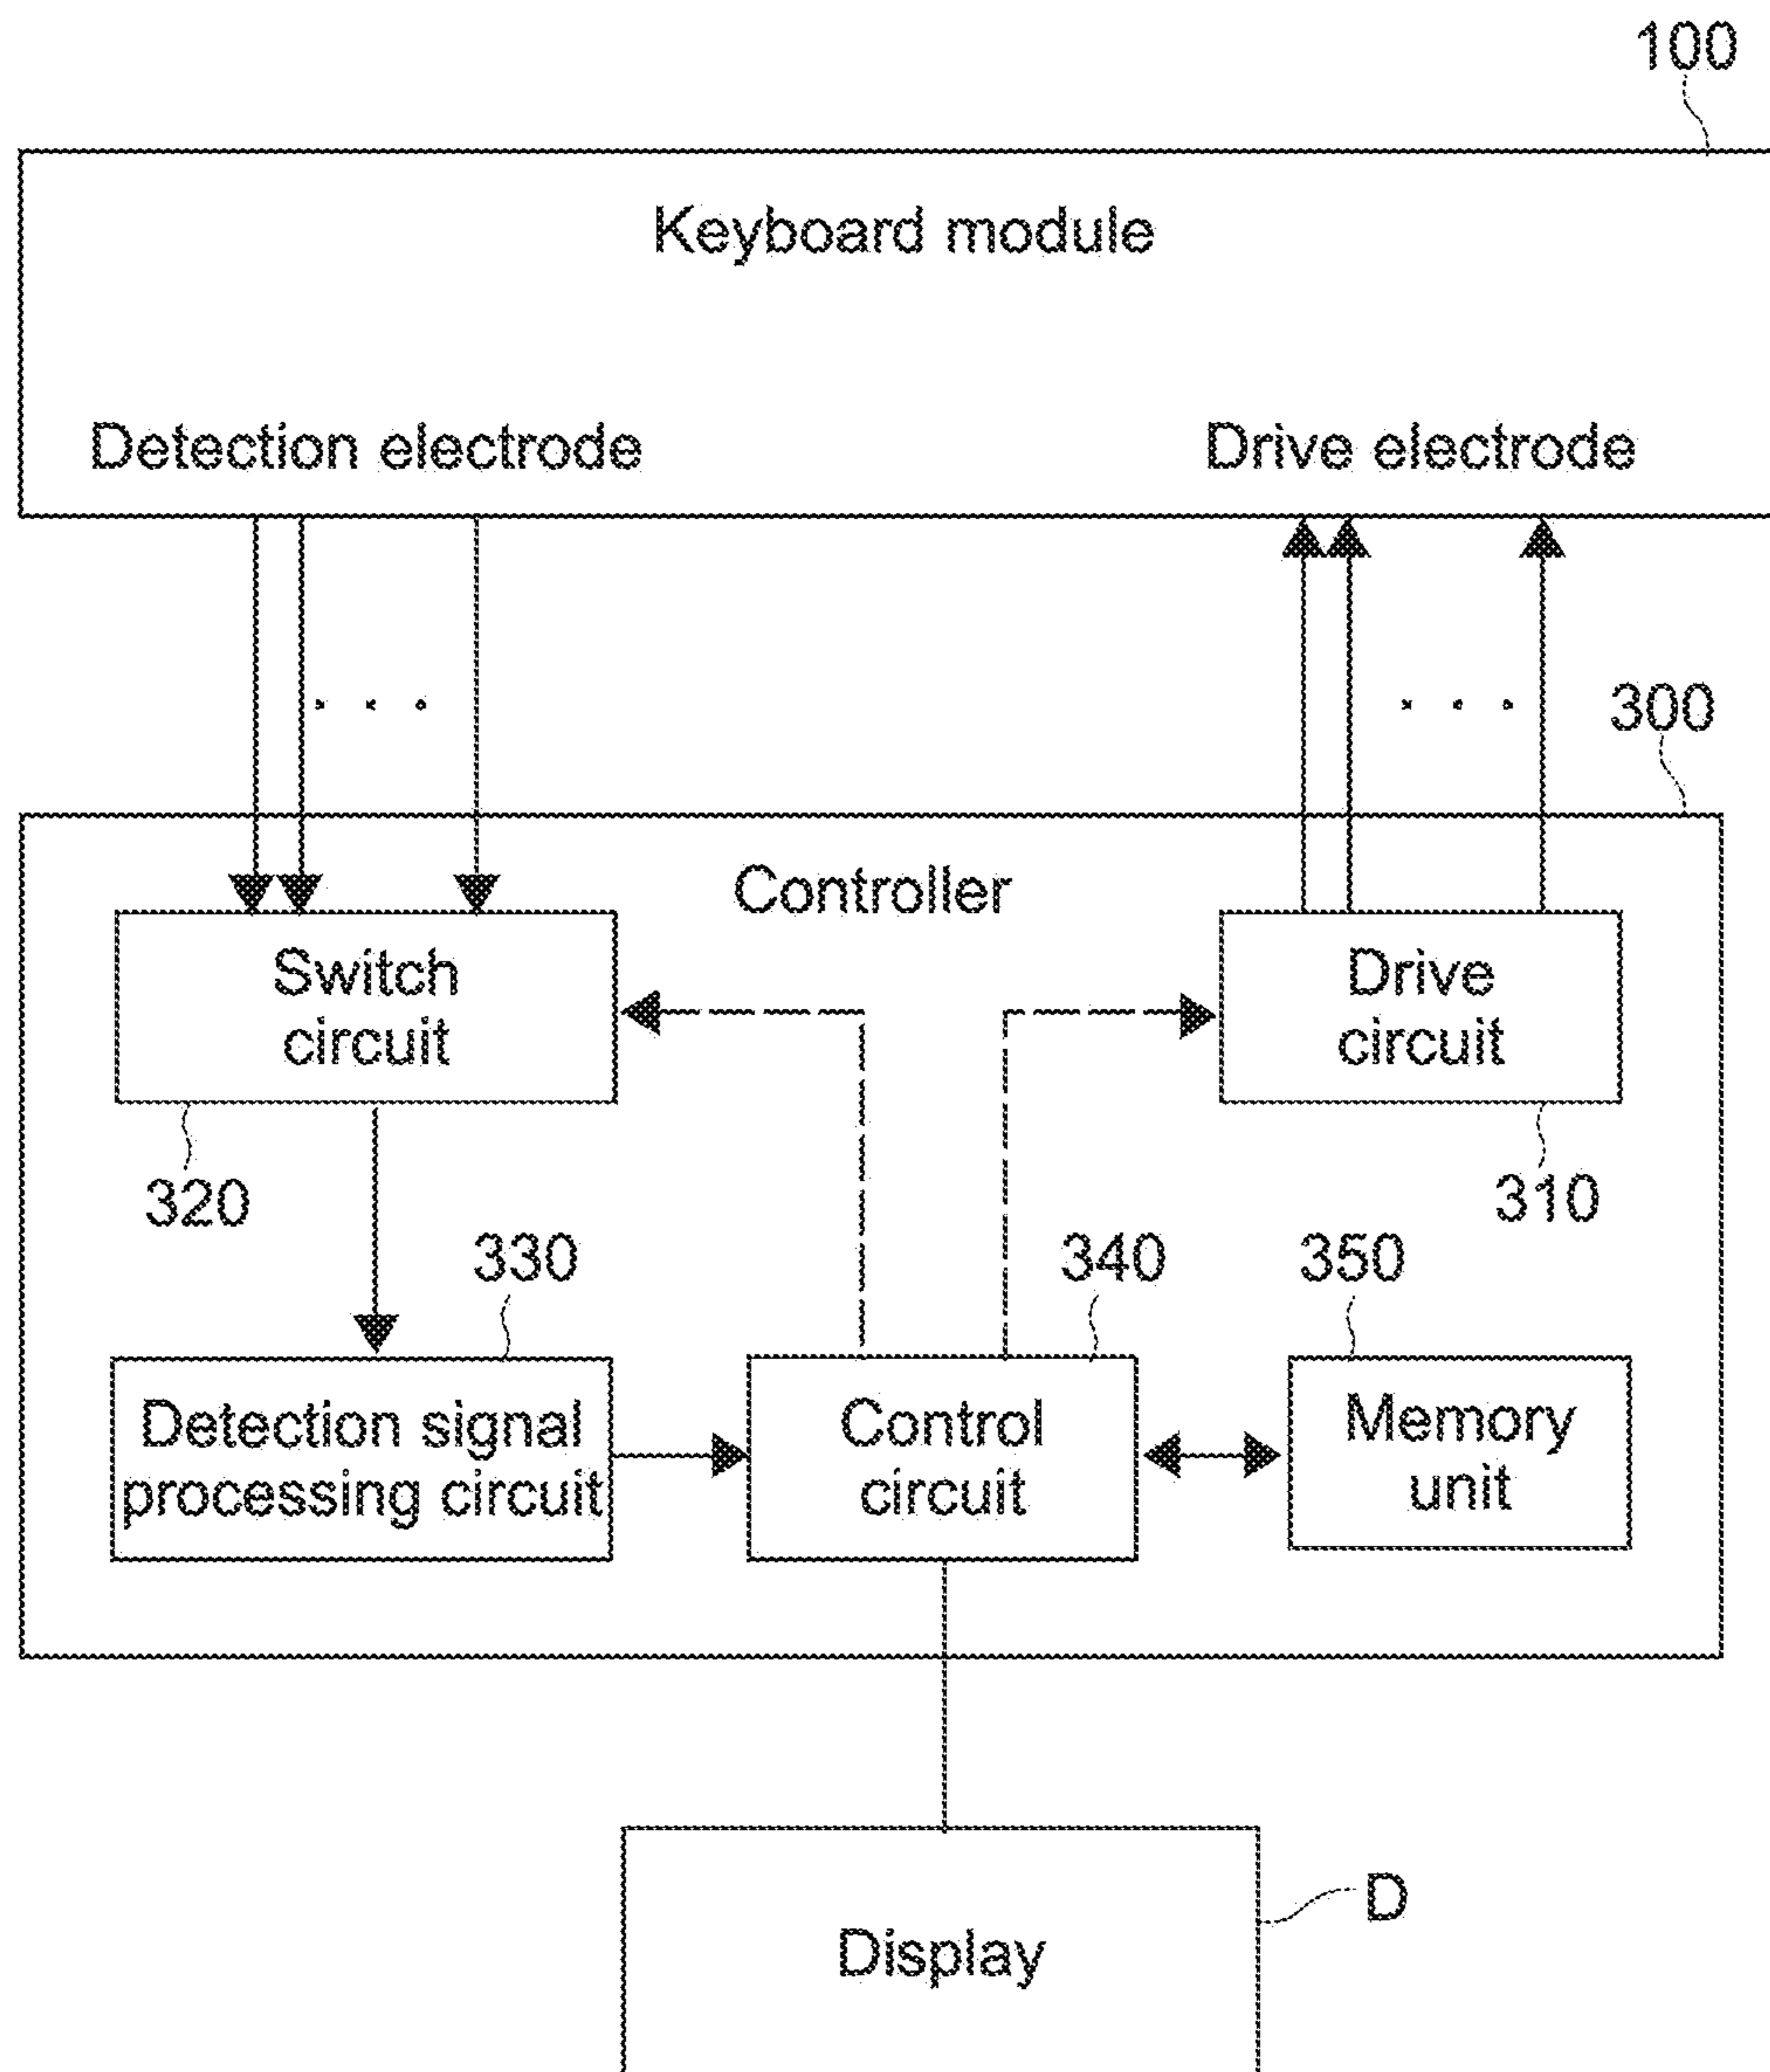 100
Keyboard module
Detection electrode
Drive electrode
300
Controller
Switch
circuit
Drive
circuit
320
310
330
340
350
Detection signal
processing circuit
Control
circuit
Memory
unit
D
Display